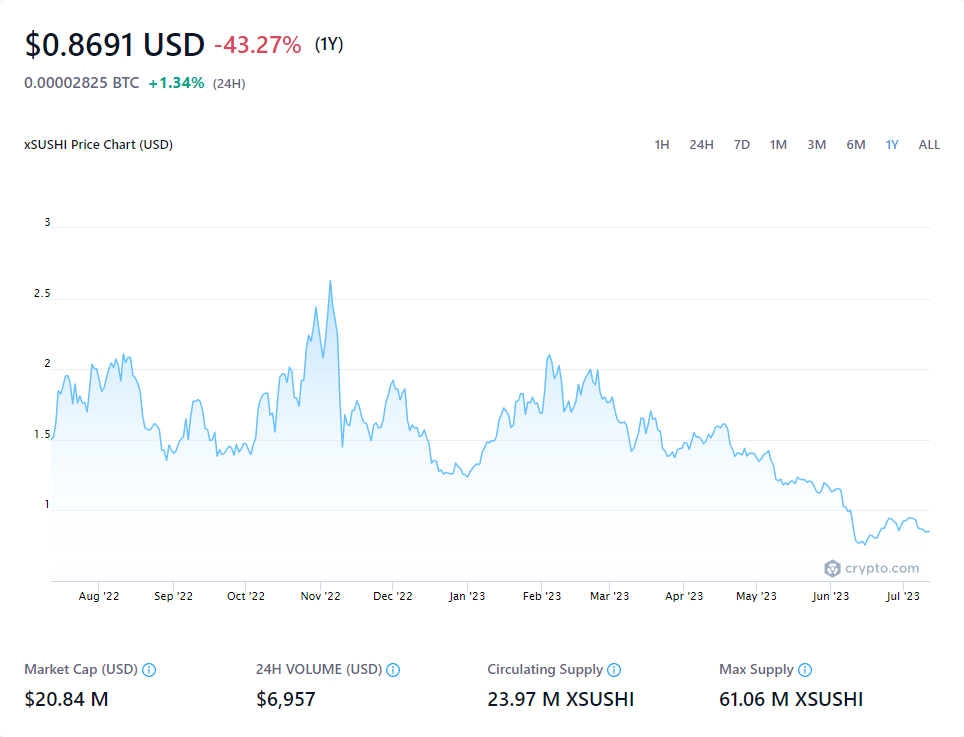 $0.8691 USD -43.27% (1Y)
0.00002825 BTC +1.34% (24H)
xSUSHI Price Chart (USD) 1H 24H 7D 1M 3M 6M 1Y ALL
3
2.5
2
1.5
1
crypto.com
Aug '22 Sep '22 Oct '22 Nov '22 Dec '22 Jan '23 Feb '23 Mar '23 Apr '23 May '23 Jun '23 Jul '23
Market Cap (USD) 24H VOLUME (USD) Circulating Supply Max Supply
$20.84 M $6,957 23.97 M XSUSHI 61.06 M XSUSHI